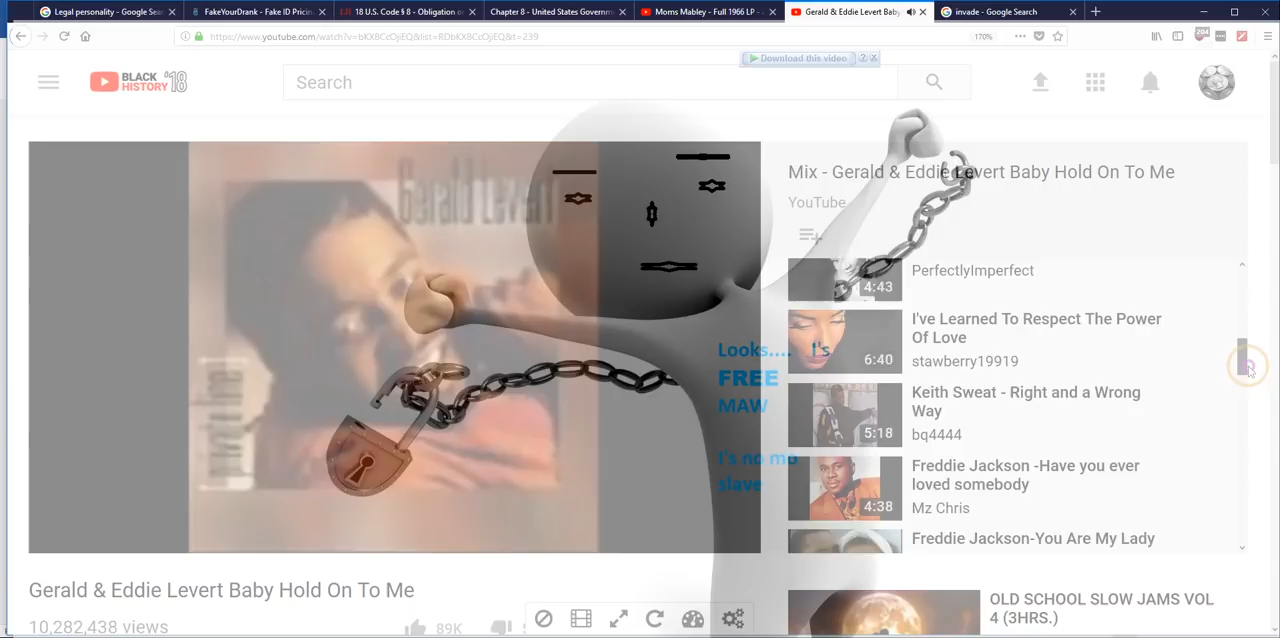 Legal personality - Google Sea
FakeYourDrank - Fake ID Pricin
18 U.S. Code § 8 - Obligation o
Chapter 8 - United States Governm
Moms Mabley - Full 1966 LP -
Gerald & Eddie Levert Baby
invade - Google Search
https://www.youtube.com/watch?v=bKX8CcOjiEQ&list=RDbKX8CcOjiEQ&t=239
170%
204
Download this video
BLACK
HISTORY '18
Search
Gerald Levert
Mix - Gerald & Eddie Levert Baby Hold On To Me
YouTube
PerfectlyImperfect
4:43
I've Learned To Respect The Power
Of Love
stawberry19919
6:40
Keith Sweat - Right and a Wrong
Way
bq4444
5:18
Freddie Jackson -Have you ever
loved somebody
Mz Chris
4:38
Freddie Jackson-You Are My Lady
Looks.... I's
FREE
MAW
I's no mo
slave
Gerald & Eddie Levert Baby Hold On To Me
10,282,438 views
89K
OLD SCHOOL SLOW JAMS VOL
4 (3HRS.)